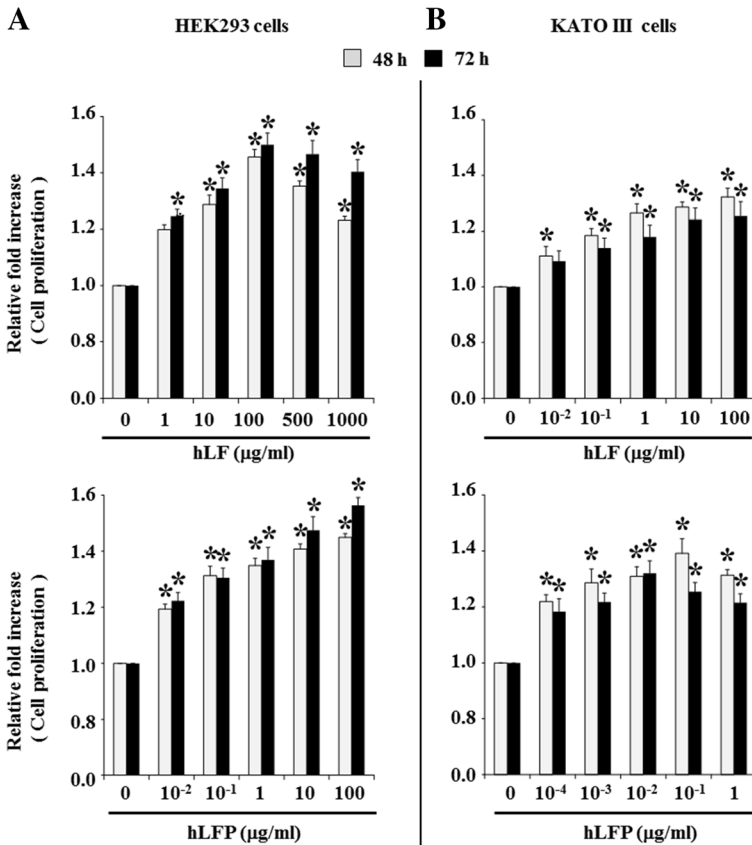 A HEK293 cells B KATO III cells
48 h 72 h
Relative fold increase
( Cell proliferation )
1.6
1.4
1.2
1.0
0.8
0.0
* * * * * * * * *
0 1 10 100 500 1000
hLF (µg/ml)
1.6
1.4
1.2
1.0
0.8
0.0
* * * * * * * * *
0 10⁻² 10⁻¹ 1 10 100
hLF (µg/ml)
Relative fold increase
( Cell proliferation )
1.6
1.4
1.2
1.0
0.8
0.0
* * * * * * * * * *
0 10⁻² 10⁻¹ 1 10 100
hLFP (µg/ml)
1.6
1.4
1.2
1.0
0.8
0.0
* * * * * * * * * *
0 10⁻⁴ 10⁻³ 10⁻² 10⁻¹ 1
hLFP (µg/ml)